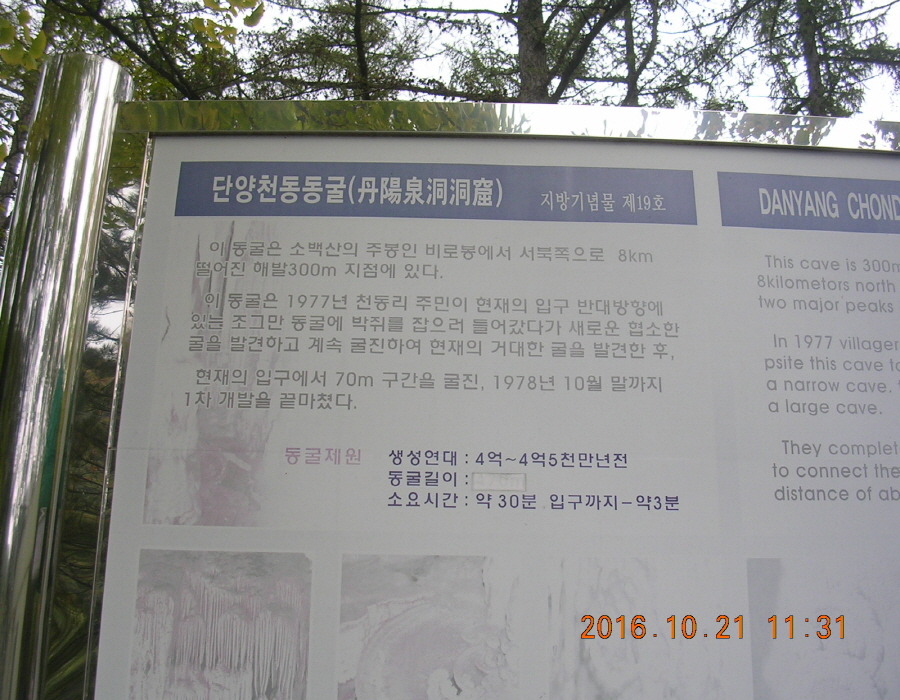 단양천동동굴(丹陽泉洞洞窟) 지방기념물 제19호
이 동굴은 소백산의 주봉인 비로봉에서 서북쪽으로 8km
떨어진 해발300m 지점에 있다.
이 동굴은 1977년 천동리 주민이 현재의 입구 반대방향에
있는 조그만 동굴에 박쥐를 잡으러 들어갔다가 새로운 협소한
굴을 발견하고 계속 굴진하여 현재의 거대한 굴을 발견한 후,
현재의 입구에서 70m 구간을 굴진, 1978년 10월 말까지
1차 개발을 끝마쳤다.
동굴제원 생성연대 : 4억~4억5천만년전
동굴길이 :
소요시간 : 약 30분 입구까지-약3분
DANYANG CHOND
This cave is 300m
8kilometors north
two major peaks
In 1977 villager
psite this cave to
a narrow cave.
a large cave.
They complet
to connect the
distance of ab
2016.10.21 11:31